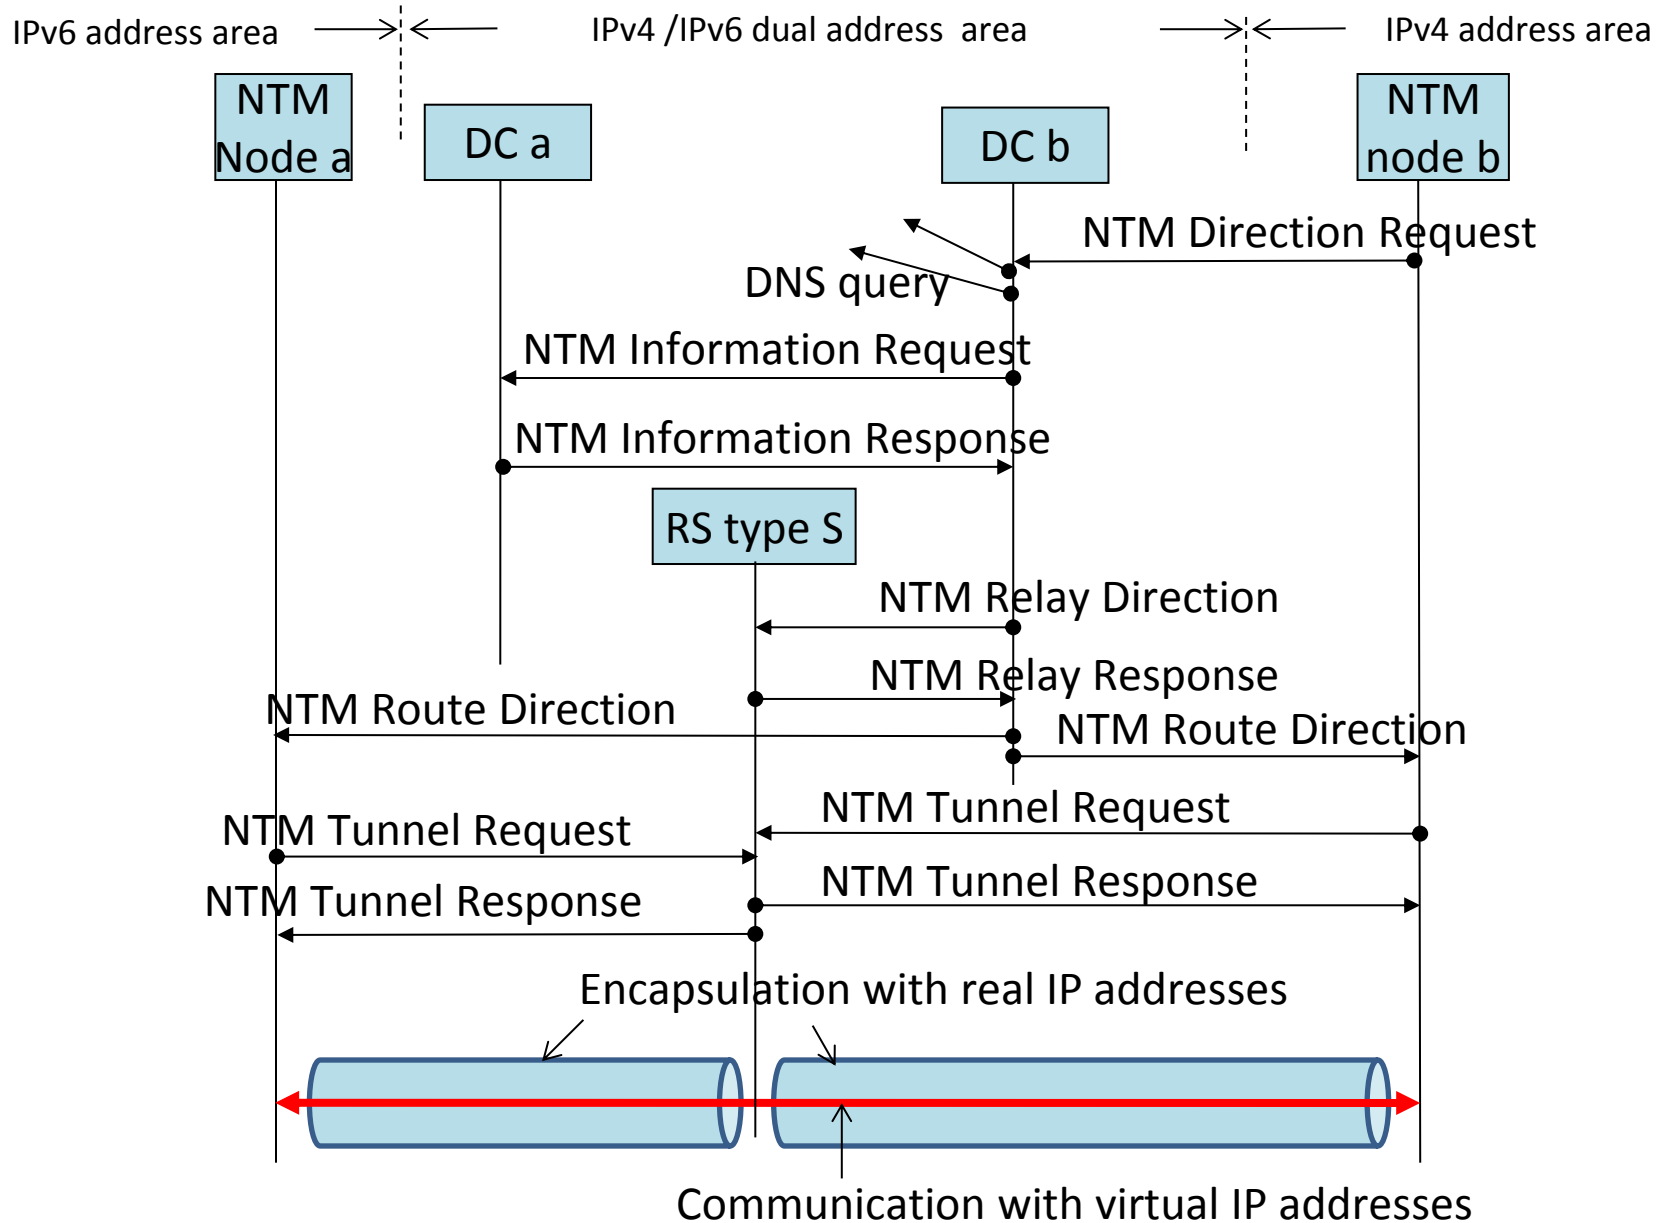 IPv6 address area
IPv4 /IPv6 dual address area
IPv4 address area
NTM
Node a
DC a
DC b
NTM
node b
NTM Direction Request
DNS query
NTM Information Request
NTM Information Response
RS type S
NTM Relay Direction
NTM Relay Response
NTM Route Direction
NTM Route Direction
NTM Tunnel Request
NTM Tunnel Request
NTM Tunnel Response
NTM Tunnel Response
Encapsulation with real IP addresses
Communication with virtual IP addresses